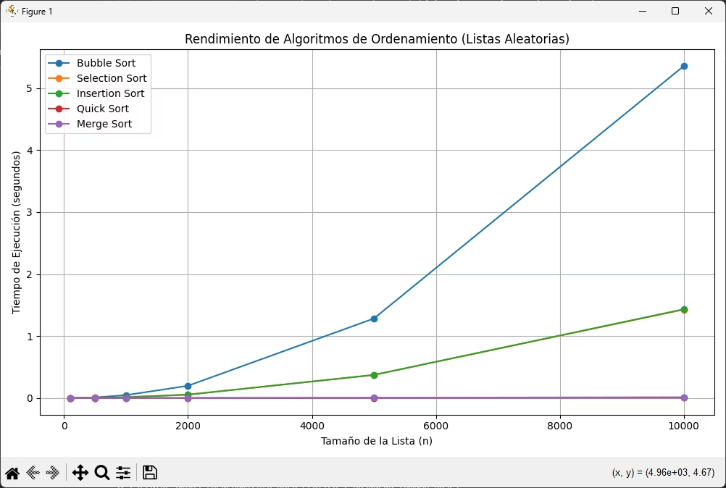 Figure 1
Rendimiento de Algoritmos de Ordenamiento (Listas Aleatorias)
Bubble Sort
Selection Sort
Insertion Sort
Quick Sort
Merge Sort
Tiempo de Ejecución (segundos)
5
4
3
2
1
0
0 2000 4000 6000 8000 10000
Tamaño de la Lista (n)
(x, y) = (4.96e+03, 4.67)